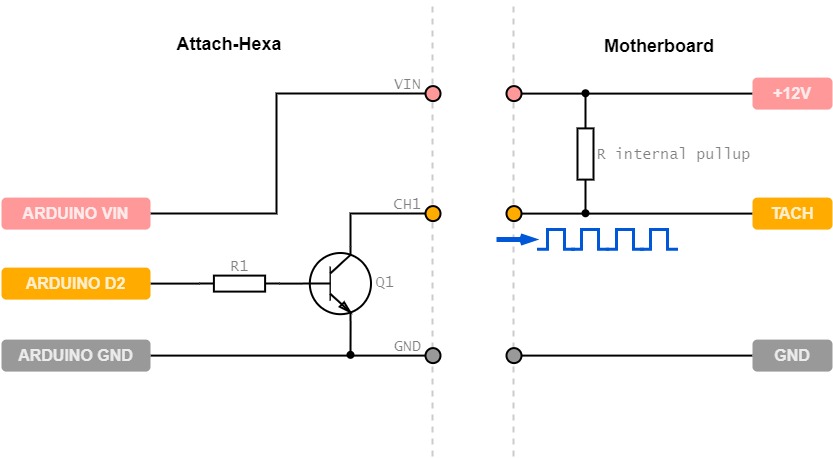 Attach-Hexa
Motherboard
VIN
+12V
R internal pullup
ARDUINO VIN
CH1
TACH
R1
ARDUINO D2
Q1
GND
ARDUINO GND
GND